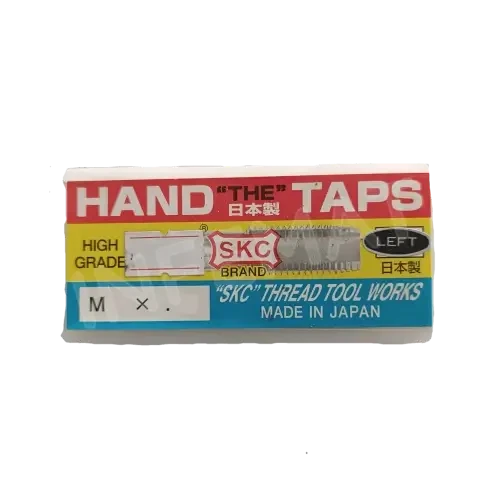 HAND "THE" TAPS
日本製
HIGH GRADE
®
SKC
BRAND
LEFT
日本製
M × .
"SKC" THREAD TOOL WORKS
MADE IN JAPAN